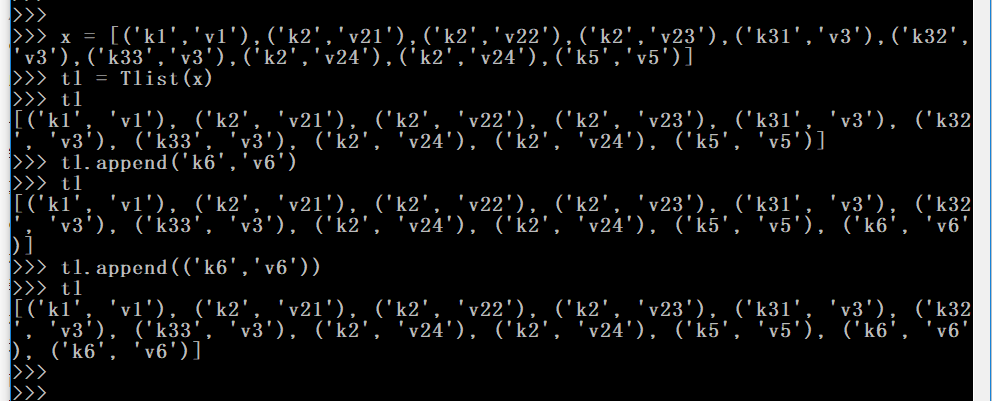 >>>
>>> x = [('k1','v1'),('k2','v21'),('k2','v22'),('k2','v23'),('k31','v3'),('k32',
'v3'),('k33','v3'),('k2','v24'),('k2','v24'),('k5','v5')]
>>> tl = Tlist(x)
>>> tl
[('k1', 'v1'), ('k2', 'v21'), ('k2', 'v22'), ('k2', 'v23'), ('k31', 'v3'), ('k32
', 'v3'), ('k33', 'v3'), ('k2', 'v24'), ('k2', 'v24'), ('k5', 'v5')]
>>> tl.append('k6','v6')
>>> tl
[('k1', 'v1'), ('k2', 'v21'), ('k2', 'v22'), ('k2', 'v23'), ('k31', 'v3'), ('k32
', 'v3'), ('k33', 'v3'), ('k2', 'v24'), ('k2', 'v24'), ('k5', 'v5'), ('k6', 'v6'
)]
>>> tl.append(('k6','v6'))
>>> tl
[('k1', 'v1'), ('k2', 'v21'), ('k2', 'v22'), ('k2', 'v23'), ('k31', 'v3'), ('k32
', 'v3'), ('k33', 'v3'), ('k2', 'v24'), ('k2', 'v24'), ('k5', 'v5'), ('k6', 'v6'
), ('k6', 'v6')]
>>>
>>>